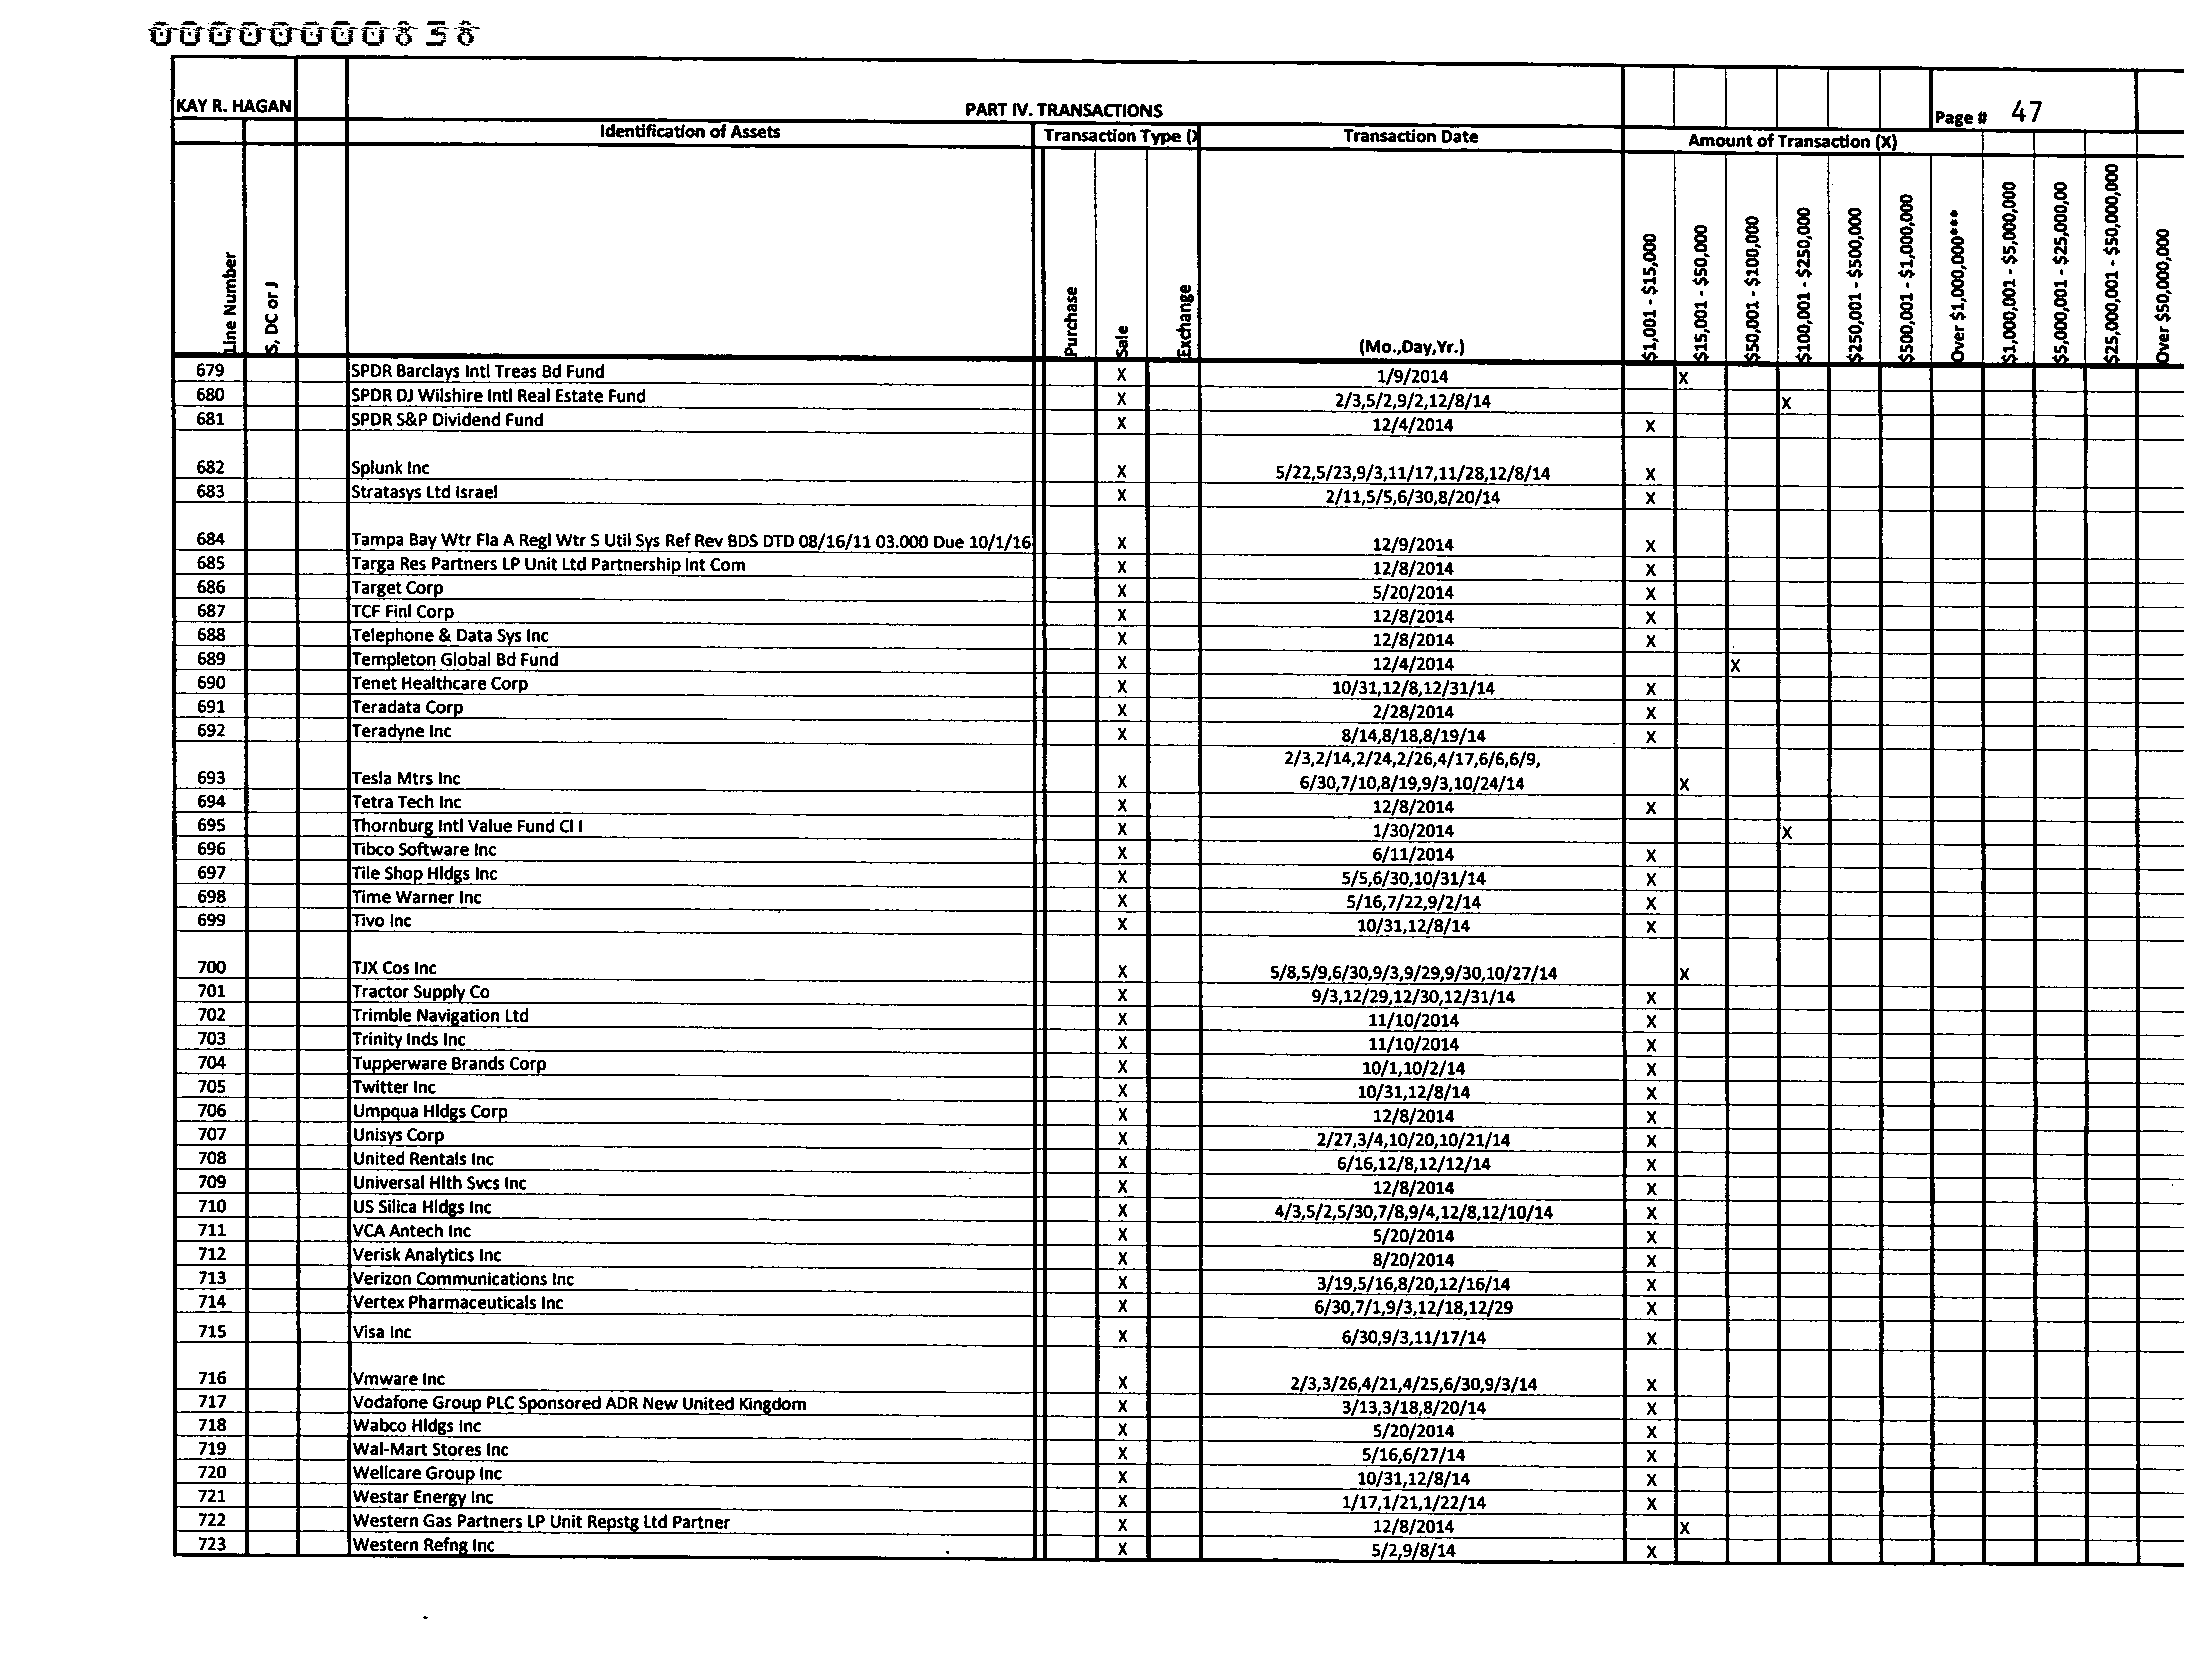 000000000838
KAY R. HAGAN PART IV. TRANSACTIONS Page # 47
Identification of Assets Transaction Type (X Transaction Date Amount of Transaction (X)
Line Number S, DC or J Purchase Sale Exchange (Mo.,Day,Yr.) $1,001 - $15,000 $15,001 - $50,000 $50,001 - $100,000 $100,001 - $250,000 $250,001 - $500,000 $500,001 - $1,000,000 Over $1,000,000*** $1,000,001 - $5,000,000 $5,000,001 - $25,000,00 $25,000,001 - $50,000,000 Over $50,000,000
679 SPDR Barclays Intl Treas Bd Fund X 1/9/2014 X
680 SPDR DJ Wilshire Intl Real Estate Fund X 2/3,5/2,9/2,12/8/14 X
681 SPDR S&P Dividend Fund X 12/4/2014 X
682 Splunk Inc X 5/22,5/23,9/3,11/17,11/28,12/8/14 X
683 Stratasys Ltd Israel X 2/11,5/5,6/30,8/20/14 X
684 Tampa Bay Wtr Fla A Regl Wtr S Util Sys Ref Rev BDS DTD 08/16/11 03.000 Due 10/1/16 X 12/9/2014 X
685 Targa Res Partners LP Unit Ltd Partnership Int Com X 12/8/2014 X
686 Target Corp X 5/20/2014 X
687 TCF Finl Corp X 12/8/2014 X
688 Telephone & Data Sys Inc X 12/8/2014 X
689 Templeton Global Bd Fund X 12/4/2014 X
690 Tenet Healthcare Corp X 10/31,12/8,12/31/14 X
691 Teradata Corp X 2/28/2014 X
692 Teradyne Inc X 8/14,8/18,8/19/14 X
2/3,2/14,2/24,2/26,4/17,6/6,6/9,
693 Tesla Mtrs Inc X 6/30,7/10,8/19,9/3,10/24/14 X
694 Tetra Tech Inc X 12/8/2014 X
695 Thornburg Intl Value Fund Cl I X 1/30/2014 X
696 Tibco Software Inc X 6/11/2014 X
697 Tile Shop Hldgs Inc X 5/5,6/30,10/31/14 X
698 Time Warner Inc X 5/16,7/22,9/2/14 X
699 Tivo Inc X 10/31,12/8/14 X
700 TJX Cos Inc X 5/8,5/9,6/30,9/3,9/29,9/30,10/27/14 X
701 Tractor Supply Co X 9/3,12/29,12/30,12/31/14 X
702 Trimble Navigation Ltd X 11/10/2014 X
703 Trinity Inds Inc X 11/10/2014 X
704 Tupperware Brands Corp X 10/1,10/2/14 X
705 Twitter Inc X 10/31,12/8/14 X
706 Umpqua Hldgs Corp X 12/8/2014 X
707 Unisys Corp X 2/27,3/4,10/20,10/21/14 X
708 United Rentals Inc X 6/16,12/8,12/12/14 X
709 Universal Hlth Svcs Inc X 12/8/2014 X
710 US Silica Hldgs Inc X 4/3,5/2,5/30,7/8,9/4,12/8,12/10/14 X
711 VCA Antech Inc X 5/20/2014 X
712 Verisk Analytics Inc X 8/20/2014 X
713 Verizon Communications Inc X 3/19,5/16,8/20,12/16/14 X
714 Vertex Pharmaceuticals Inc X 6/30,7/1,9/3,12/18,12/29 X
715 Visa Inc X 6/30,9/3,11/17/14 X
716 Vmware Inc X 2/3,3/26,4/21,4/25,6/30,9/3/14 X
717 Vodafone Group PLC Sponsored ADR New United Kingdom X 3/13,3/18,8/20/14 X
718 Wabco Hldgs Inc X 5/20/2014 X
719 Wal-Mart Stores Inc X 5/16,6/27/14 X
720 Wellcare Group Inc X 10/31,12/8/14 X
721 Westar Energy Inc X 1/17,1/21,1/22/14 X
722 Western Gas Partners LP Unit Repstg Ltd Partner X 12/8/2014 X
723 Western Refng Inc X 5/2,9/8/14 X